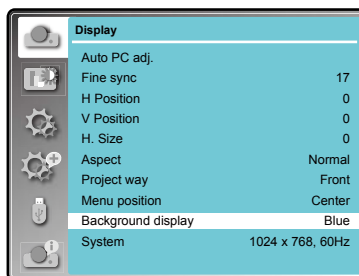 Display
Auto PC adj.
Fine sync 17
H Position 0
V Position 0
H. Size 0
Aspect Normal
Project way Front
Menu position Center
Background display Blue
System 1024 x 768, 60Hz